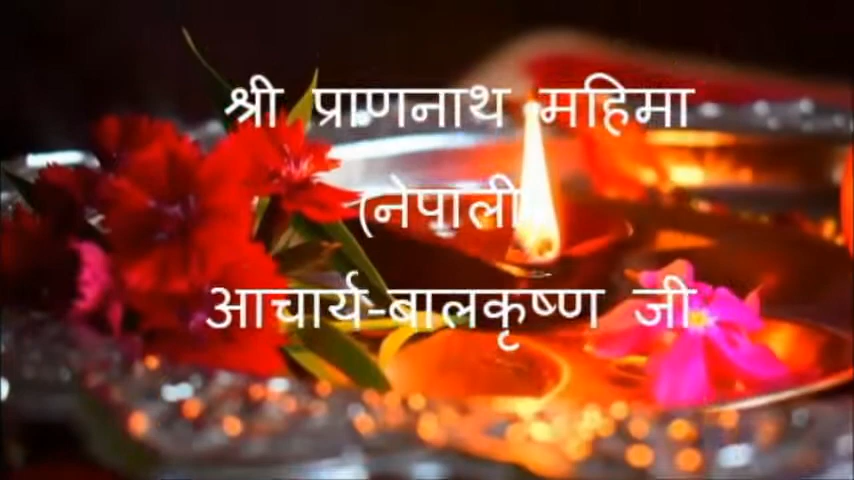 श्री प्राणनाथ महिमा
(नेपाली)
आचार्य-बालकृष्ण जी